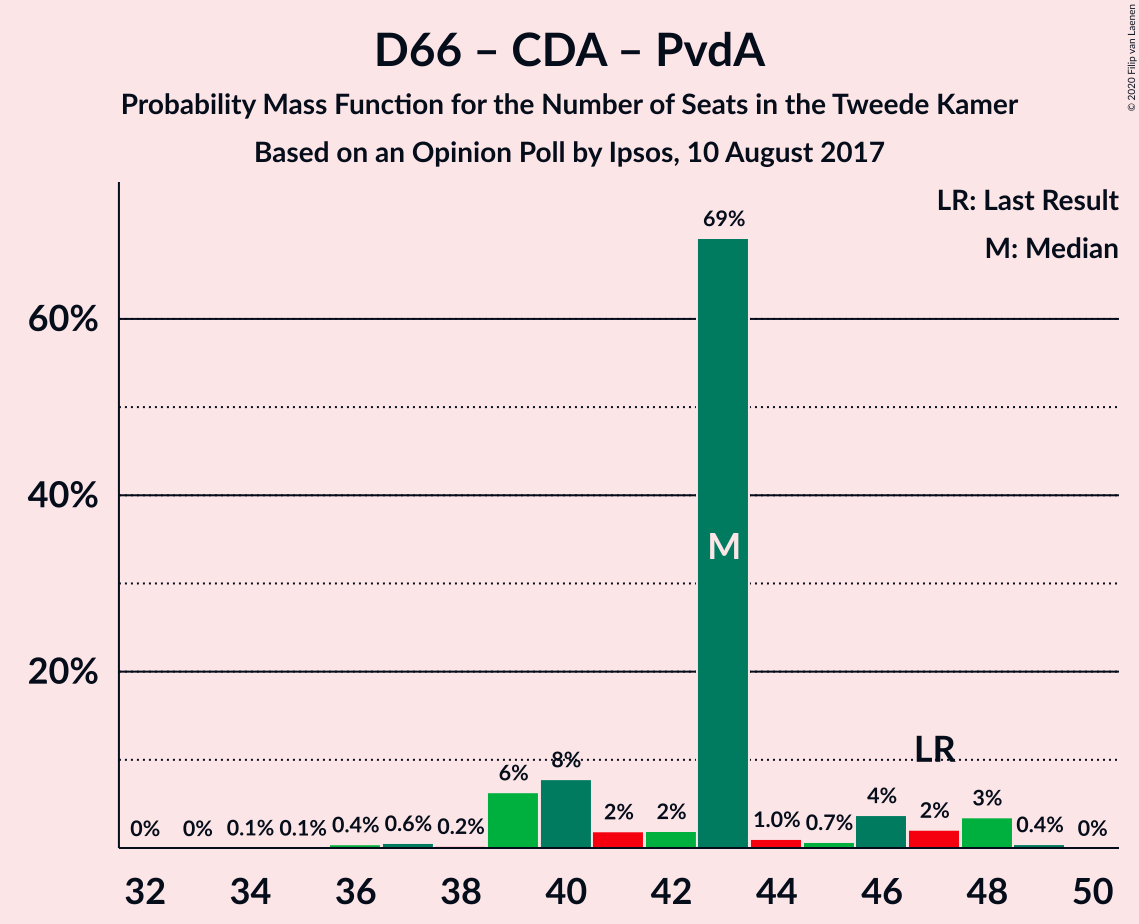 D66 – CDA – PvdA
Probability Mass Function for the Number of Seats in the Tweede Kamer
Based on an Opinion Poll by Ipsos, 10 August 2017
© 2020 Filip van Laenen
LR: Last Result
M: Median
69%
60%
40%
M
20%
LR
6% 8%
0% 0% 0.1% 0.1% 0.4% 0.6% 0.2% 2% 2% 1.0% 0.7% 4% 2% 3% 0.4% 0%
32 34 36 38 40 42 44 46 48 50